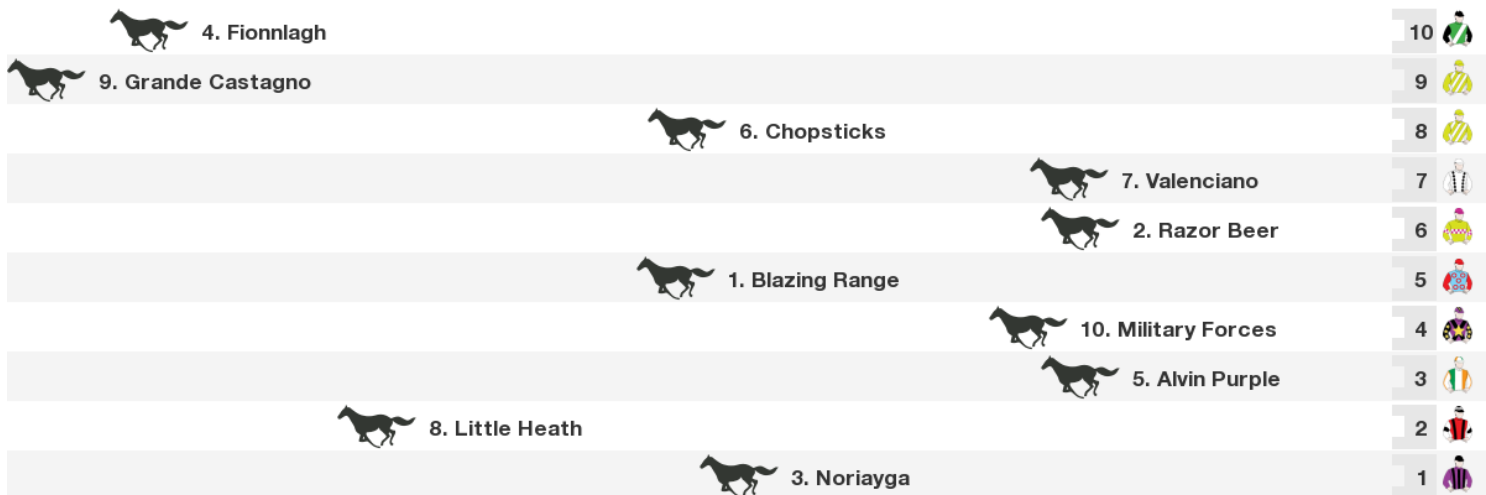 4. Fionnlagh 10
9. Grande Castagno 9
6. Chopsticks 8
7. Valenciano 7
2. Razor Beer 6
1. Blazing Range 5
10. Military Forces 4
5. Alvin Purple 3
8. Little Heath 2
3. Noriayga 1